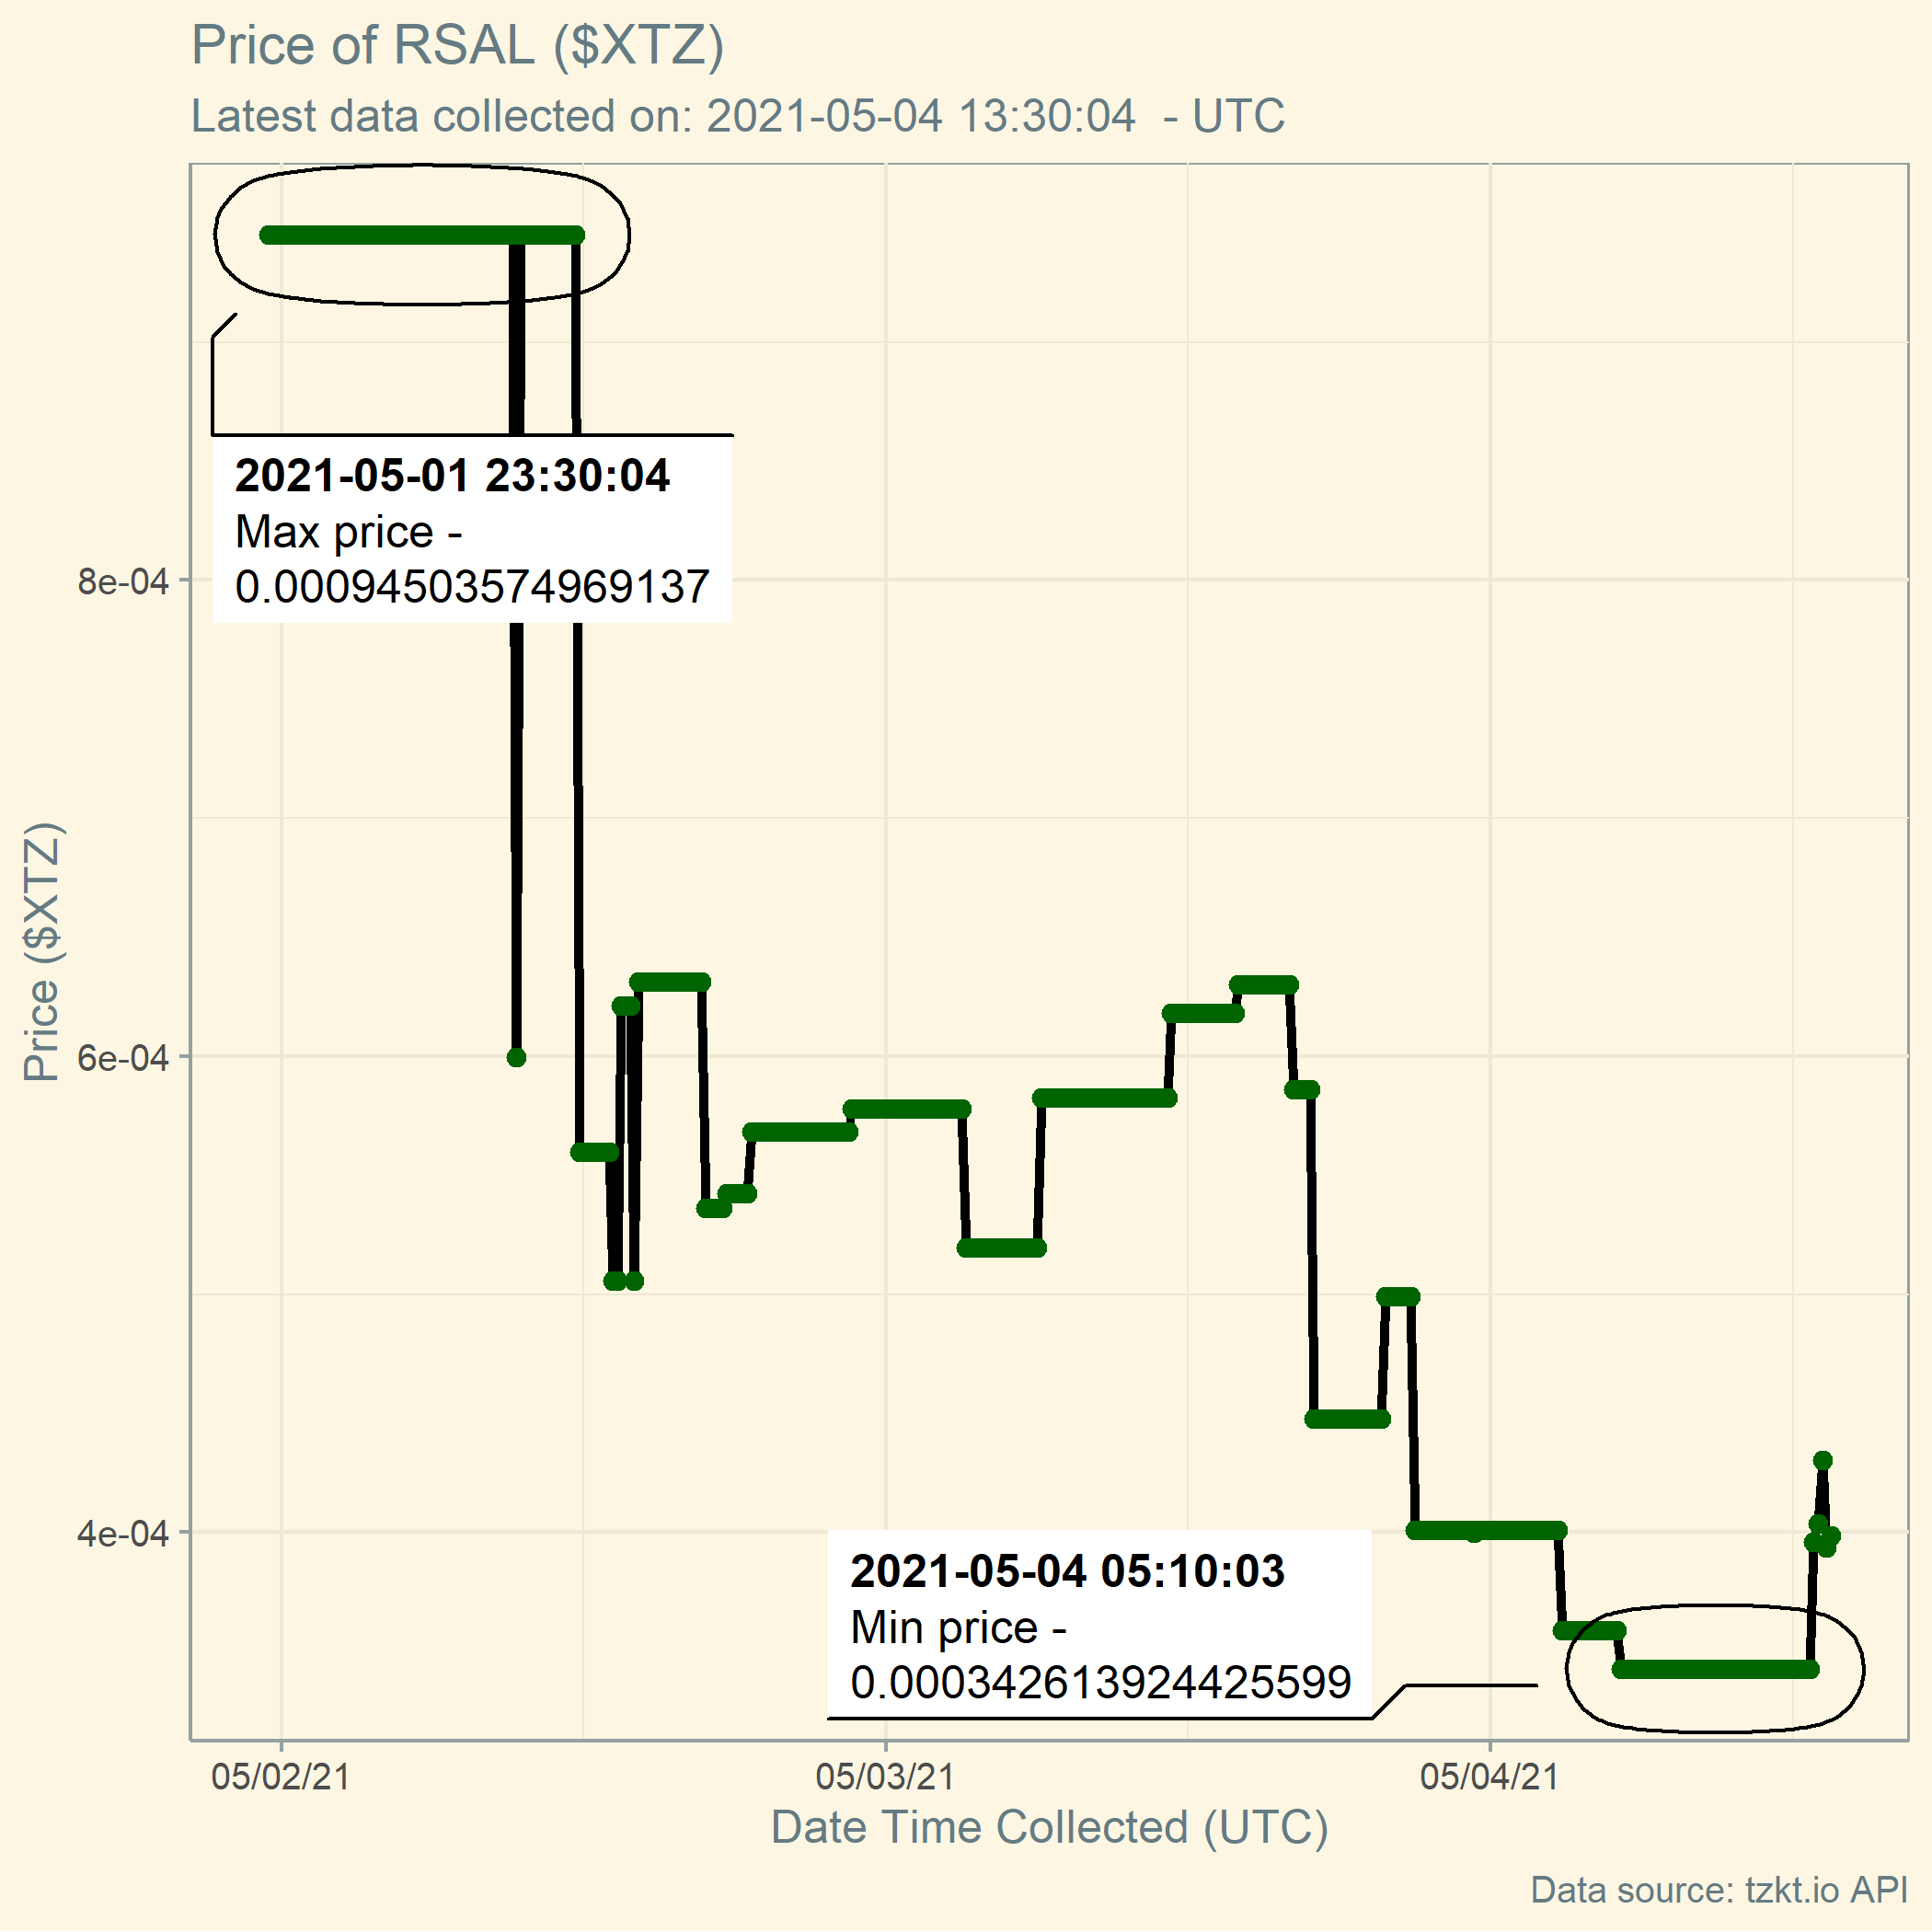 Price of RSAL ($XTZ)
Latest data collected on: 2021-05-04 13:30:04  - UTC
2021-05-01 23:30:04
Max price -
0.000945035749​69137
8e-04
Price ($XTZ)
6e-04
4e-04
2021-05-04 05:10:03
Min price -
0.000342613924425599
05/02/21
05/03/21
05/04/21
Date Time Collected (UTC)
Data source: tzkt.io API